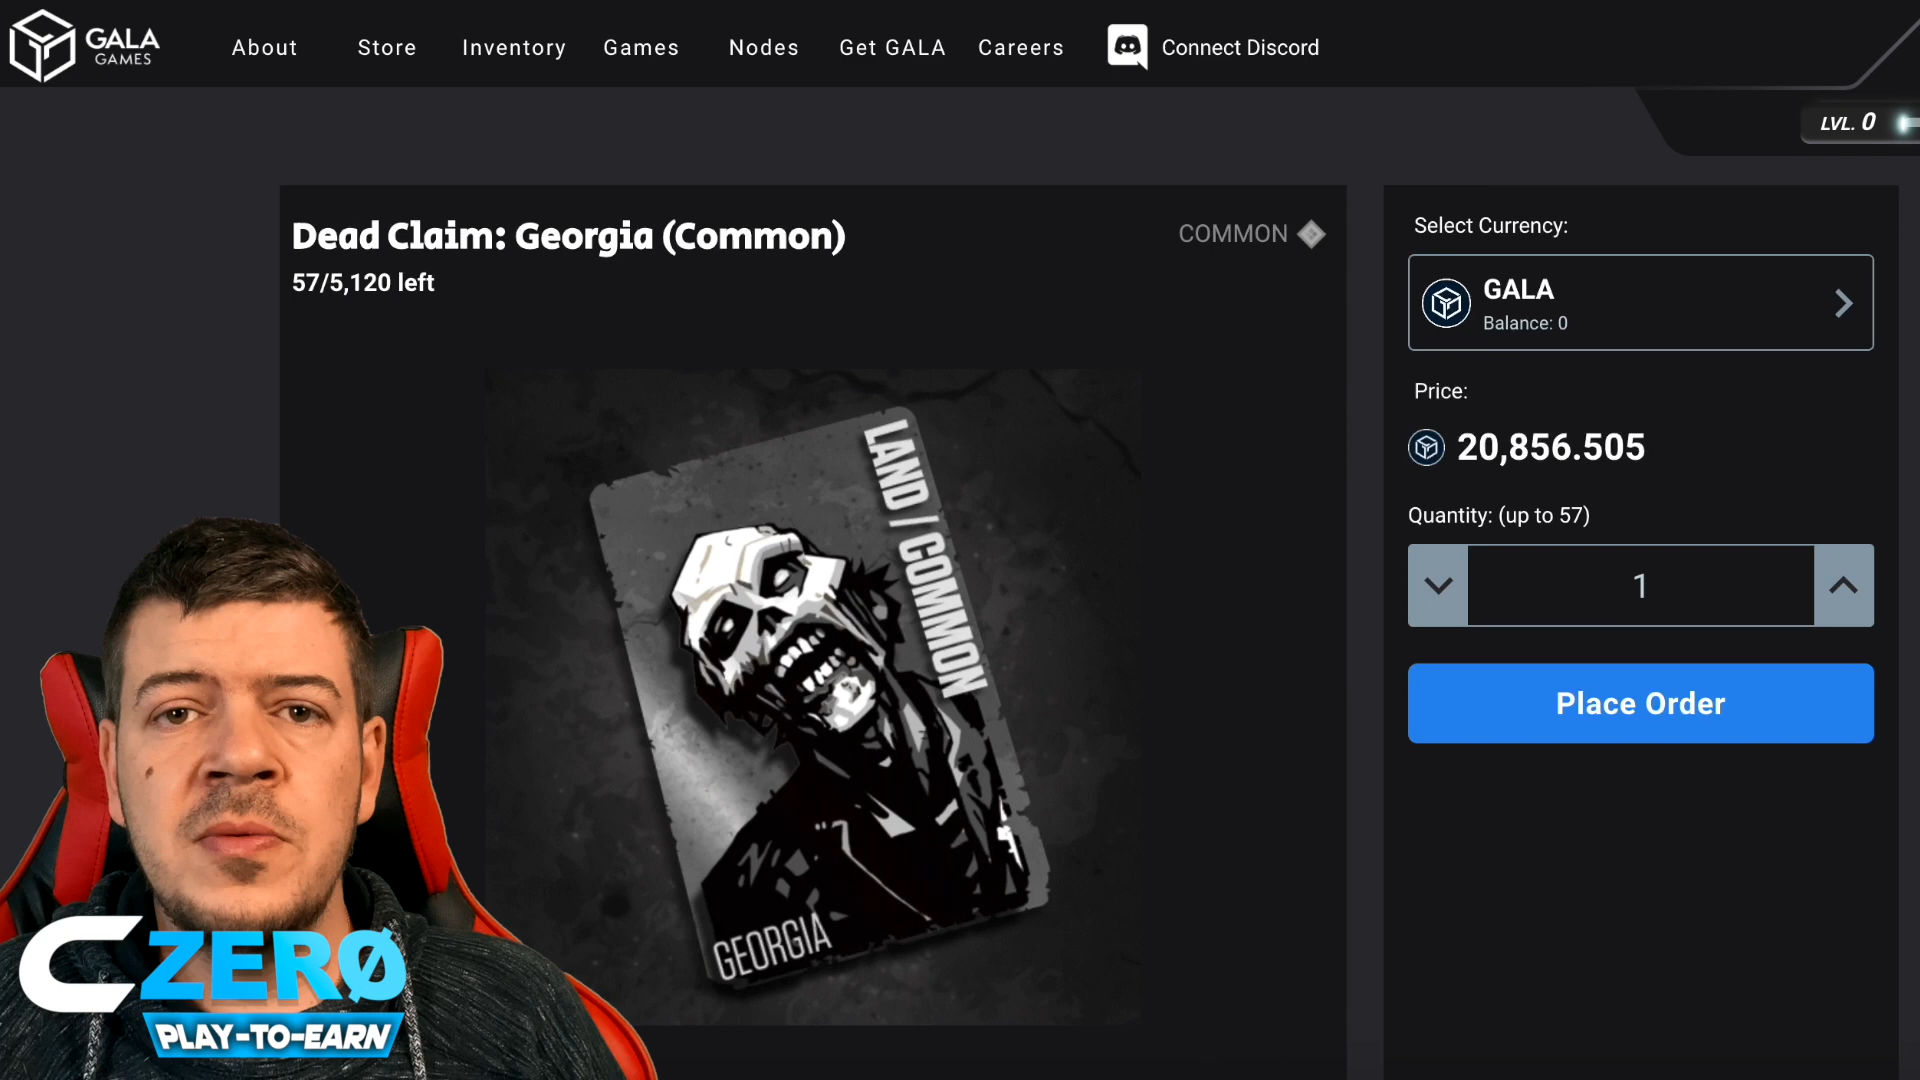 GALA
GAMES
About
Store
Inventory
Games
Nodes
Get GALA
Careers
Connect Discord
LVL. 0
Dead Claim: Georgia (Common)
57/5,120 left
COMMON
LAND / COMMON
GEORGIA
Select Currency:
GALA
Balance: 0
Price:
20,856.505
Quantity: (up to 57)
1
Place Order
CZERØ
PLAY-TO-EARN